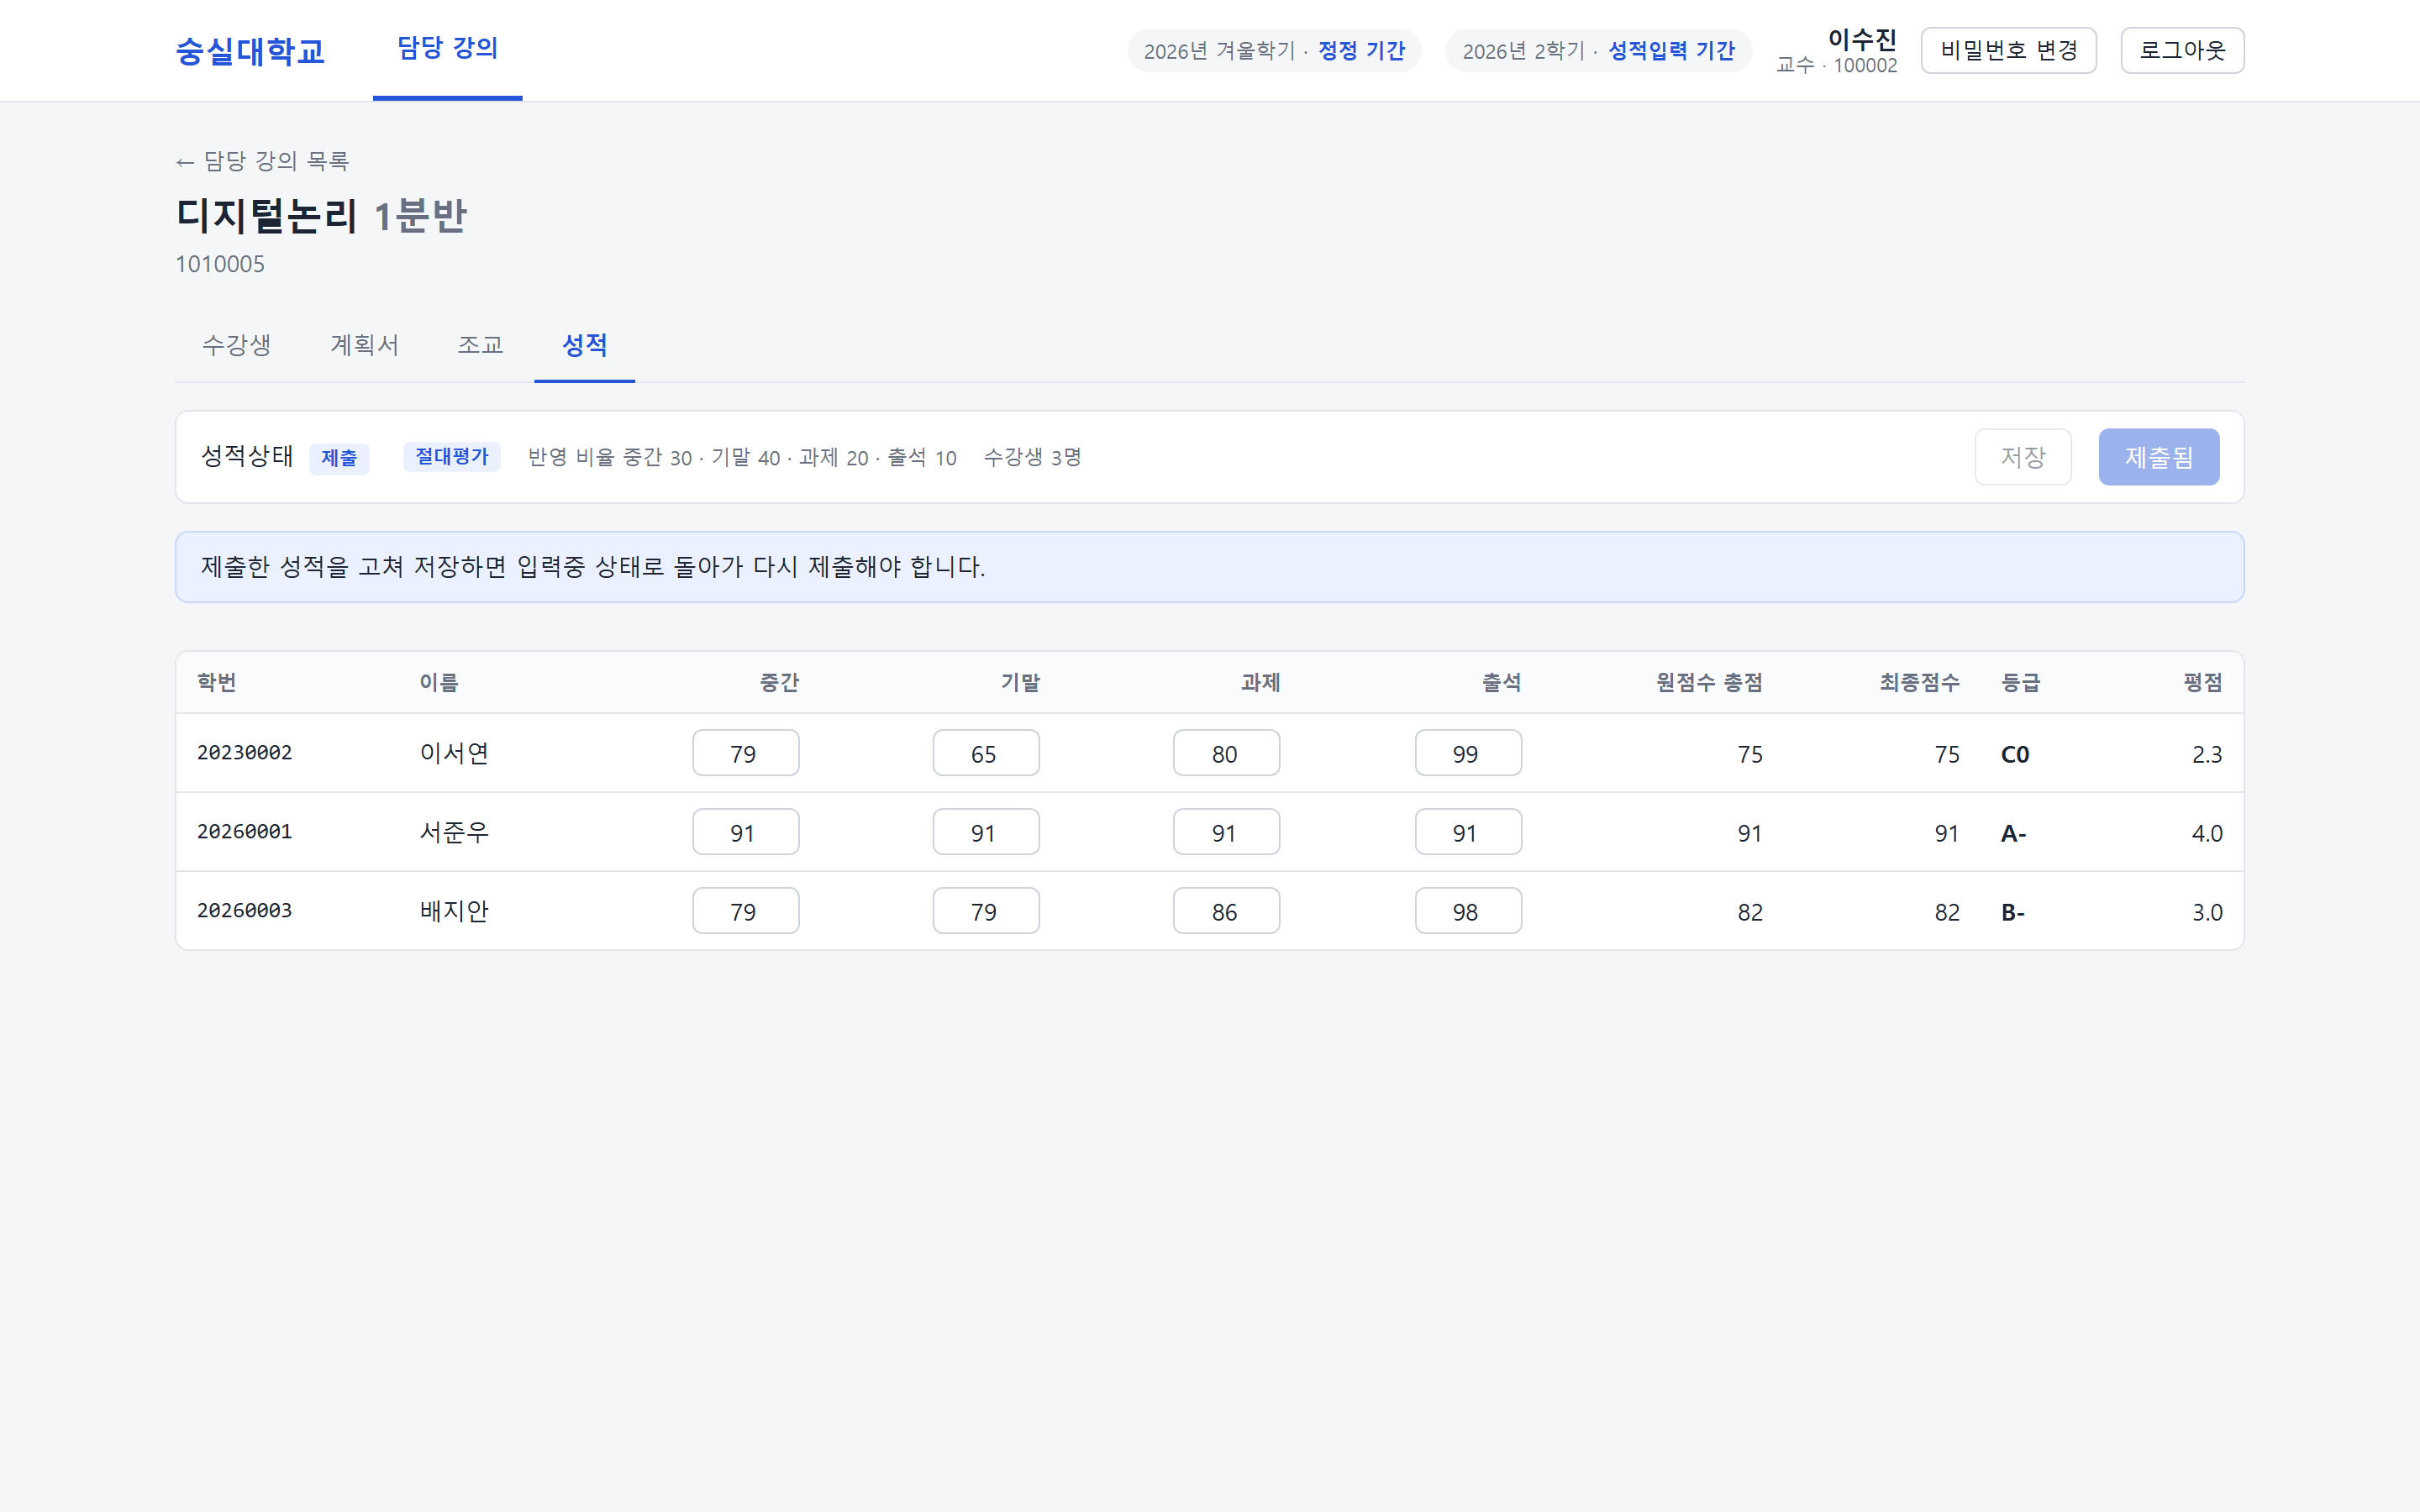 숭실대학교 담당 강의 2026년 겨울학기 · 정정 기간 2026년 2학기 · 성적입력 기간 이수진 비밀번호 변경 로그아웃
교수 · 100002
← 담당 강의 목록
디지털논리 1분반
1010005
수강생 계획서 조교 성적
성적상태 제출 절대평가 반영 비율 중간 30 · 기말 40 · 과제 20 · 출석 10 수강생 3명 저장 제출됨
제출한 성적을 고쳐 저장하면 입력중 상태로 돌아가 다시 제출해야 합니다.
학번 이름 중간 기말 과제 출석 원점수 총점 최종점수 등급 평점
20230002 이서연 79 65 80 99 75 75 C0 2.3
20260001 서준우 91 91 91 91 91 91 A- 4.0
20260003 배지안 79 79 86 98 82 82 B- 3.0